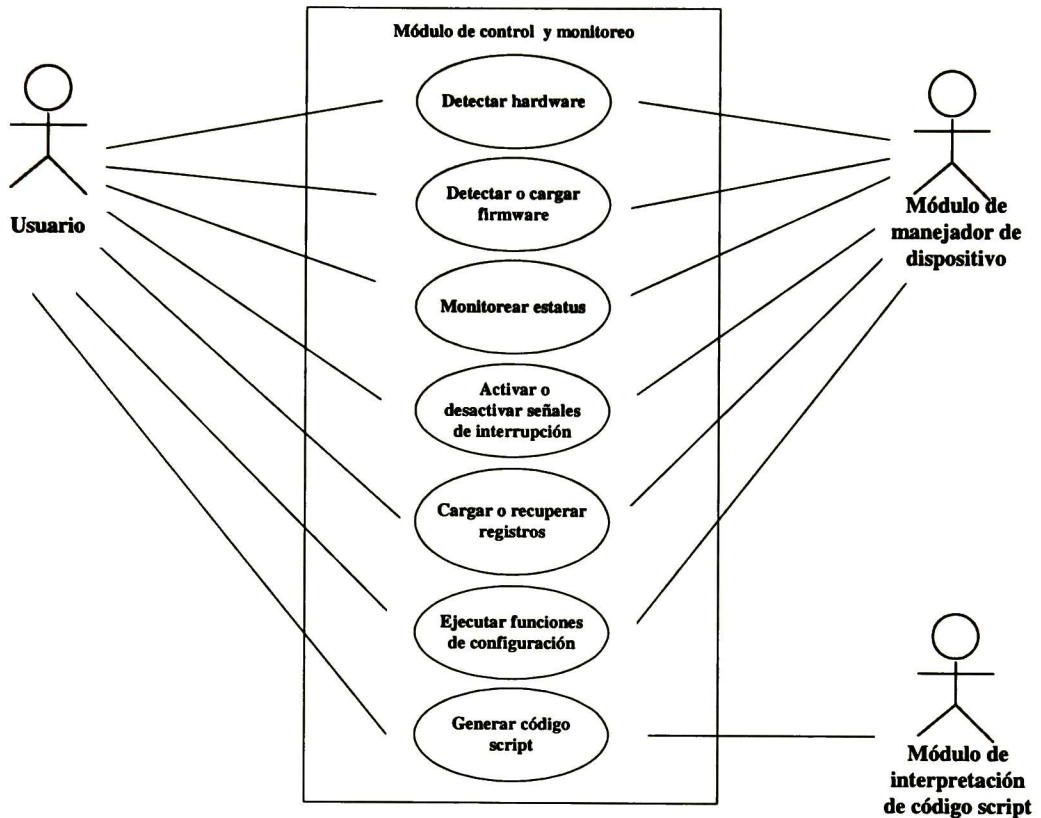 Módulo de control y monitoreo
Detectar hardware
Detectar o cargar
firmware
Monitorear estatus
Activar o
desactivar señales
de interrupción
Cargar o recuperar
registros
Ejecutar funciones
de configuración
Generar código
script
Usuario
Módulo de
manejador de
dispositivo
Módulo de
interpretación
de código script